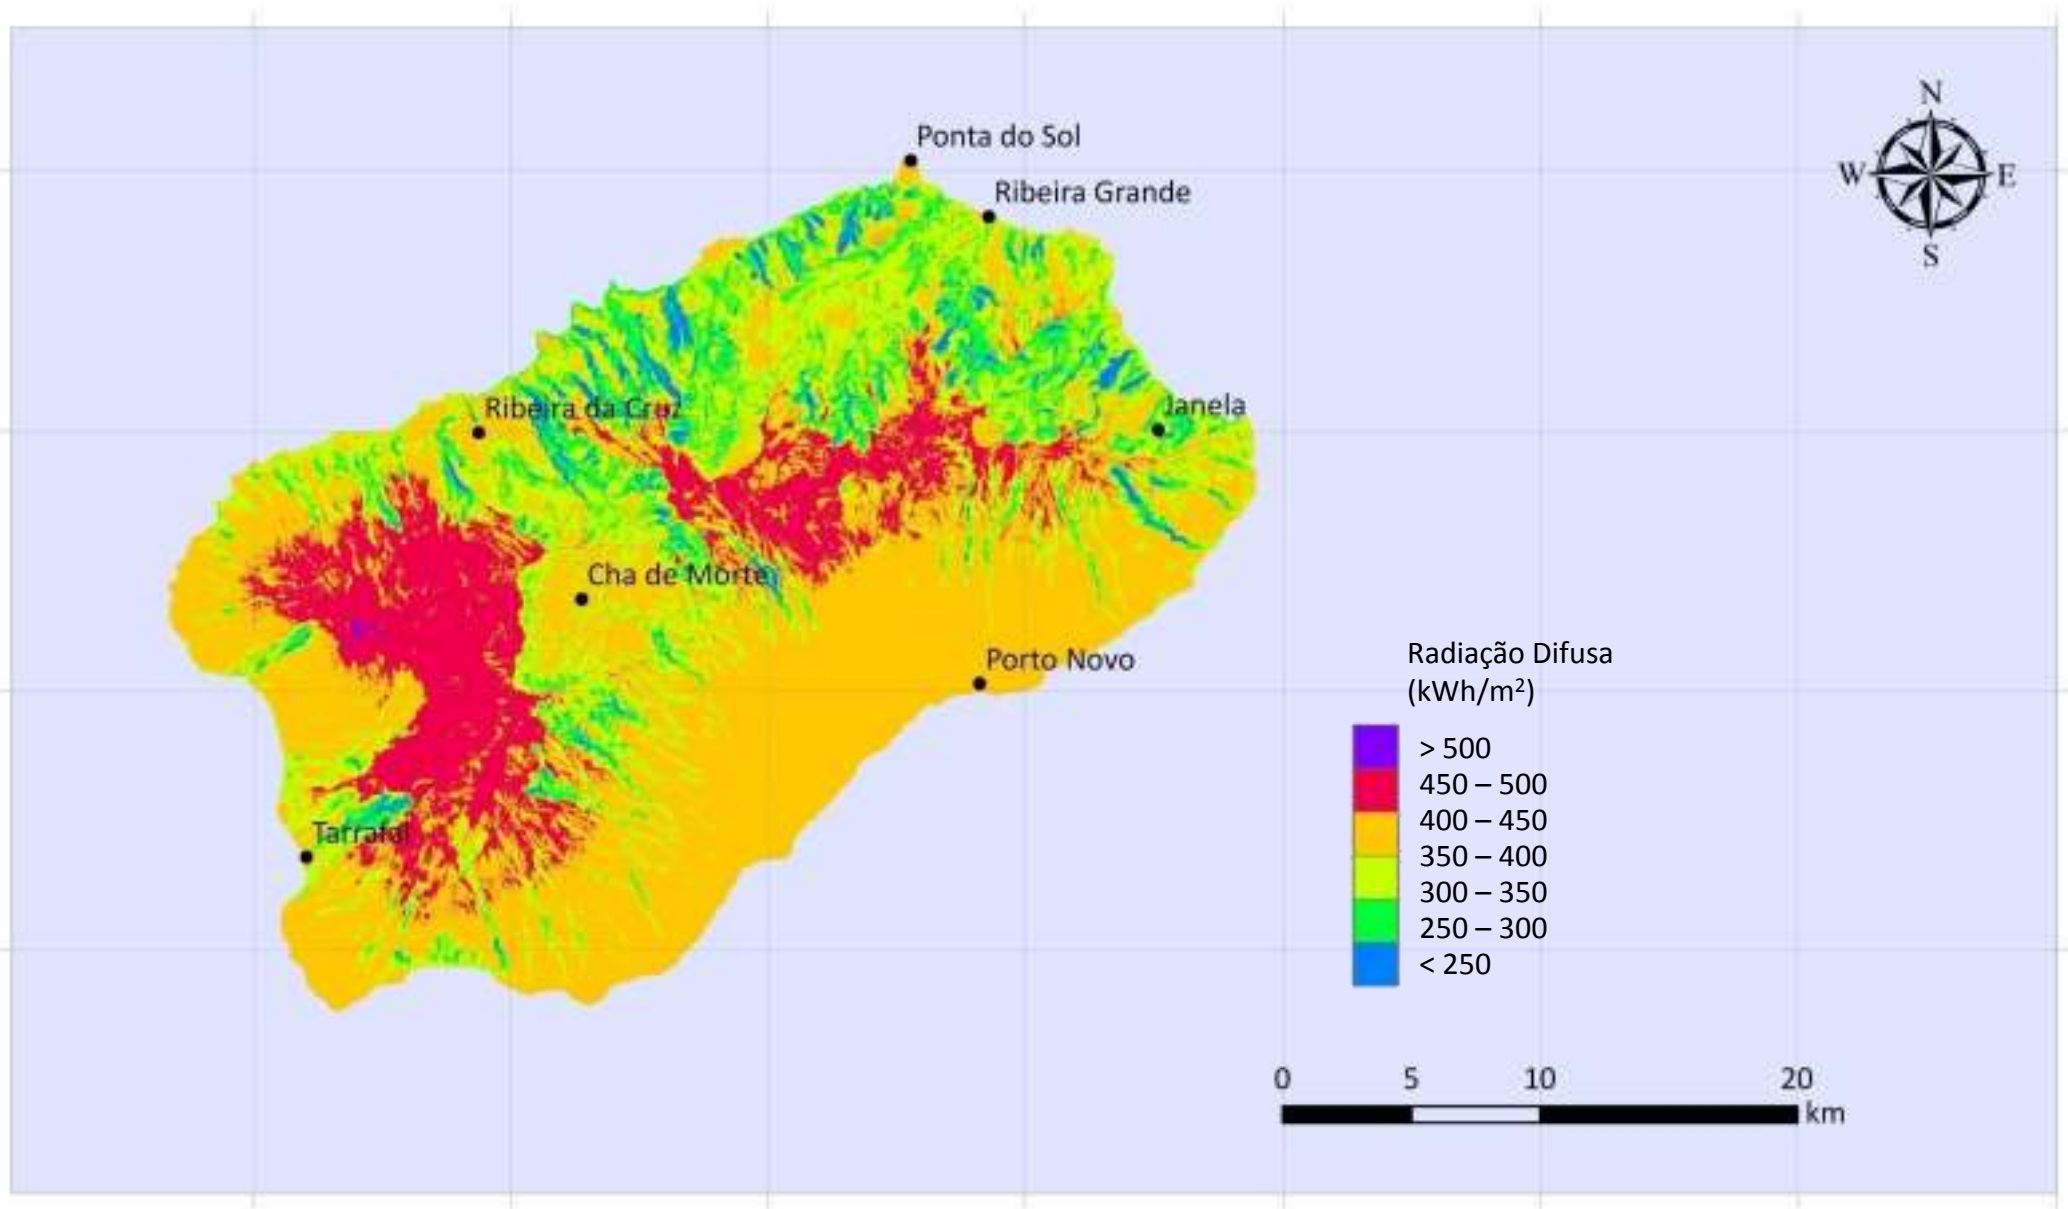 N
W
E
S
Ponta do Sol
Ribeira Grande
Ribeira da Cruz
Janela
Cha de Morte
Porto Novo
Tarrafal
Radiação Difusa
(kWh/m²)
> 500
450 – 500
400 – 450
350 – 400
300 – 350
250 – 300
< 250
0 5 10 20
km